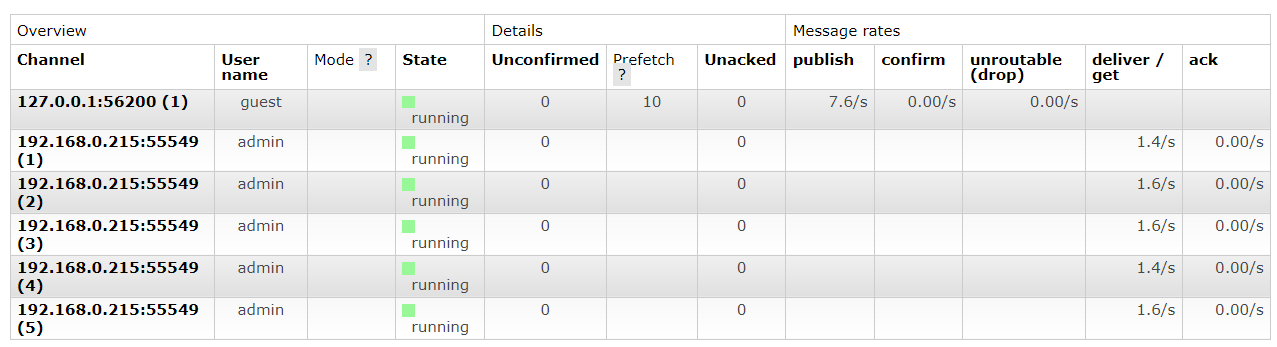 Overview Details Message rates
Channel User name Mode ? State Unconfirmed Prefetch ? Unacked publish confirm unroutable (drop) deliver / get ack
127.0.0.1:56200 (1) guest running 0 10 0 7.6/s 0.00/s 0.00/s
192.168.0.215:55549 (1) admin running 0 0 1.4/s 0.00/s
192.168.0.215:55549 (2) admin running 0 0 1.6/s 0.00/s
192.168.0.215:55549 (3) admin running 0 0 1.6/s 0.00/s
192.168.0.215:55549 (4) admin running 0 0 1.4/s 0.00/s
192.168.0.215:55549 (5) admin running 0 0 1.6/s 0.00/s